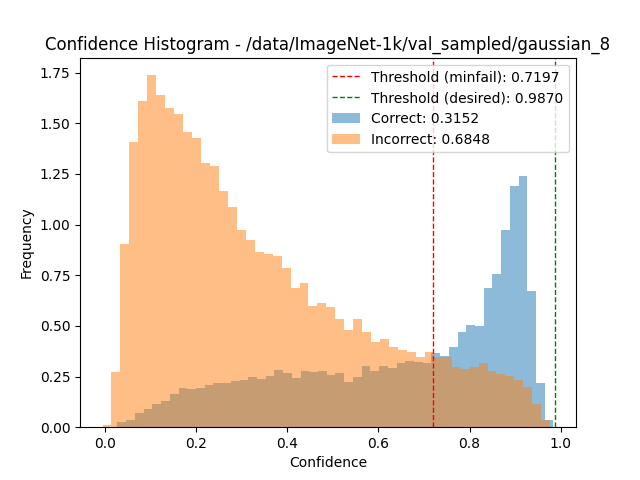 Confidence Histogram - /data/ImageNet-1k/val_sampled/gaussian_8
Threshold (minfail): 0.7197
Threshold (desired): 0.9870
Correct: 0.3152
Incorrect: 0.6848
Frequency
1.75
1.50
1.25
1.00
0.75
0.50
0.25
0.00
0.0 0.2 0.4 0.6 0.8 1.0
Confidence